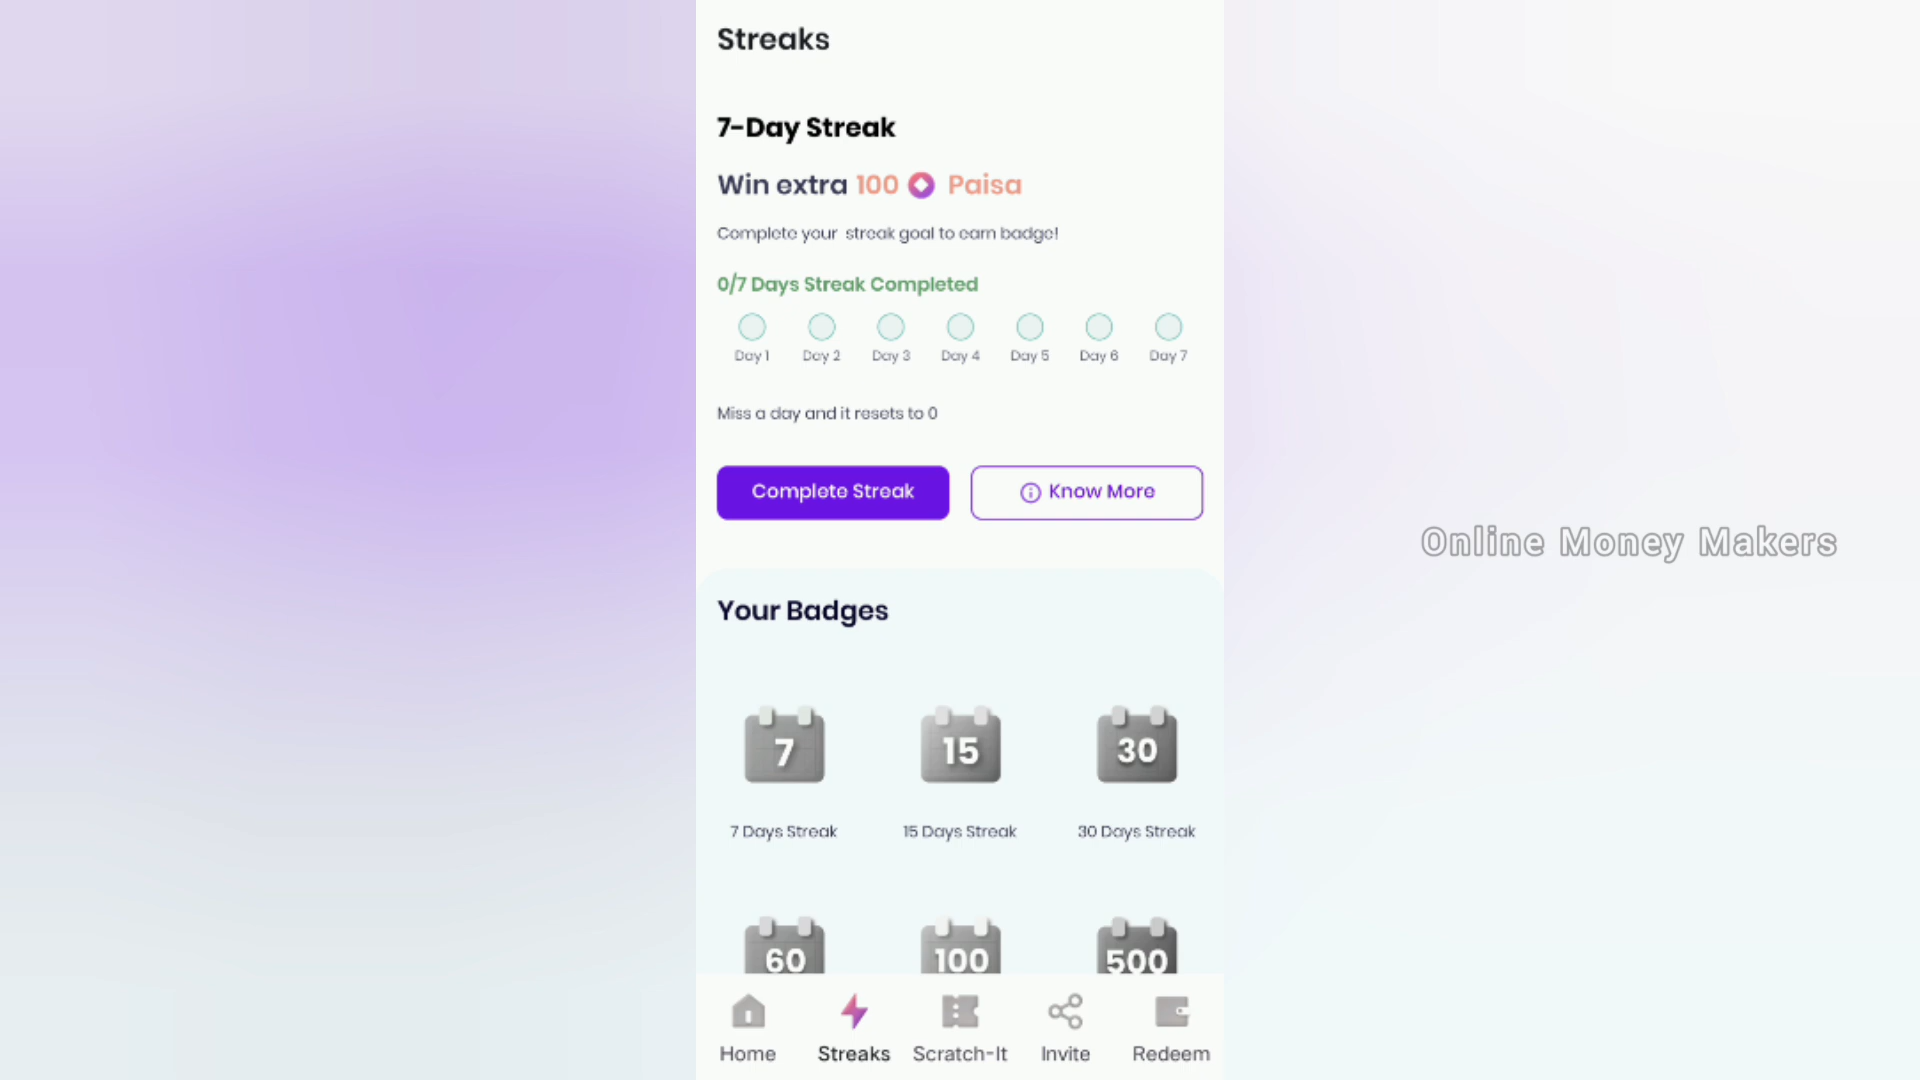 Streaks
7-Day Streak
Win extra 100 Paisa
Complete your streak goal to earn badge!
0/7 Days Streak Completed
Day 1 Day 2 Day 3 Day 4 Day 5 Day 6 Day 7
Miss a day and it resets to 0
Complete Streak Know More
Online Money Makers
Your Badges
7 15 30
7 Days Streak 15 Days Streak 30 Days Streak
60 100 500
Home Streaks Scratch-It Invite Redeem